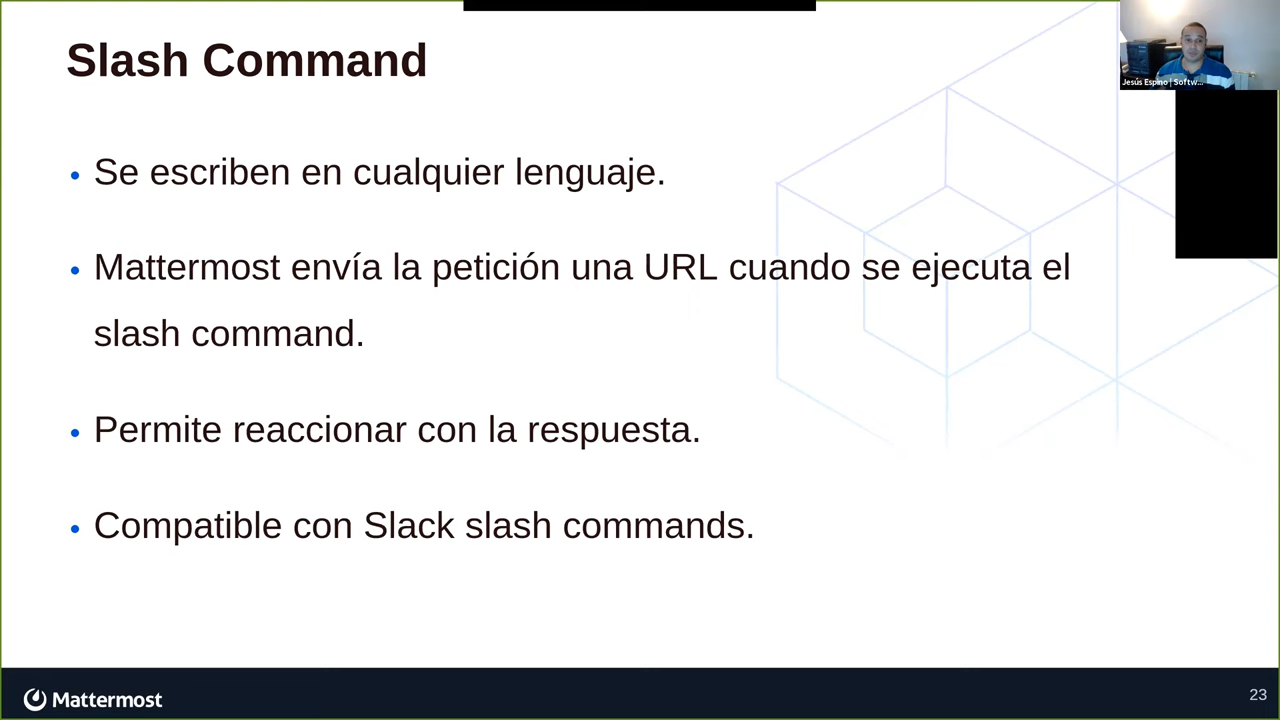 Slash Command
Jesús Espino | Softw...
• Se escriben en cualquier lenguaje.
• Mattermost envía la petición una URL cuando se ejecuta el
slash command.
• Permite reaccionar con la respuesta.
• Compatible con Slack slash commands.
Mattermost
23